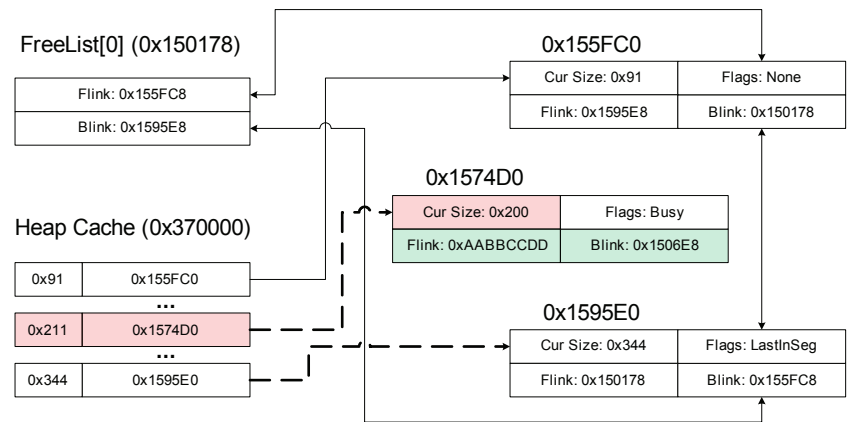 FreeList[0] (0x150178)
Flink: 0x155FC8
Blink: 0x1595E8
0x155FC0
Cur Size: 0x91 Flags: None
Flink: 0x1595E8 Blink: 0x150178
0x1574D0
Cur Size: 0x200 Flags: Busy
Flink: 0xAABBCCDD Blink: 0x1506E8
Heap Cache (0x370000)
0x91 0x155FC0
...
0x211 0x1574D0
...
0x344 0x1595E0
0x1595E0
Cur Size: 0x344 Flags: LastInSeg
Flink: 0x150178 Blink: 0x155FC8